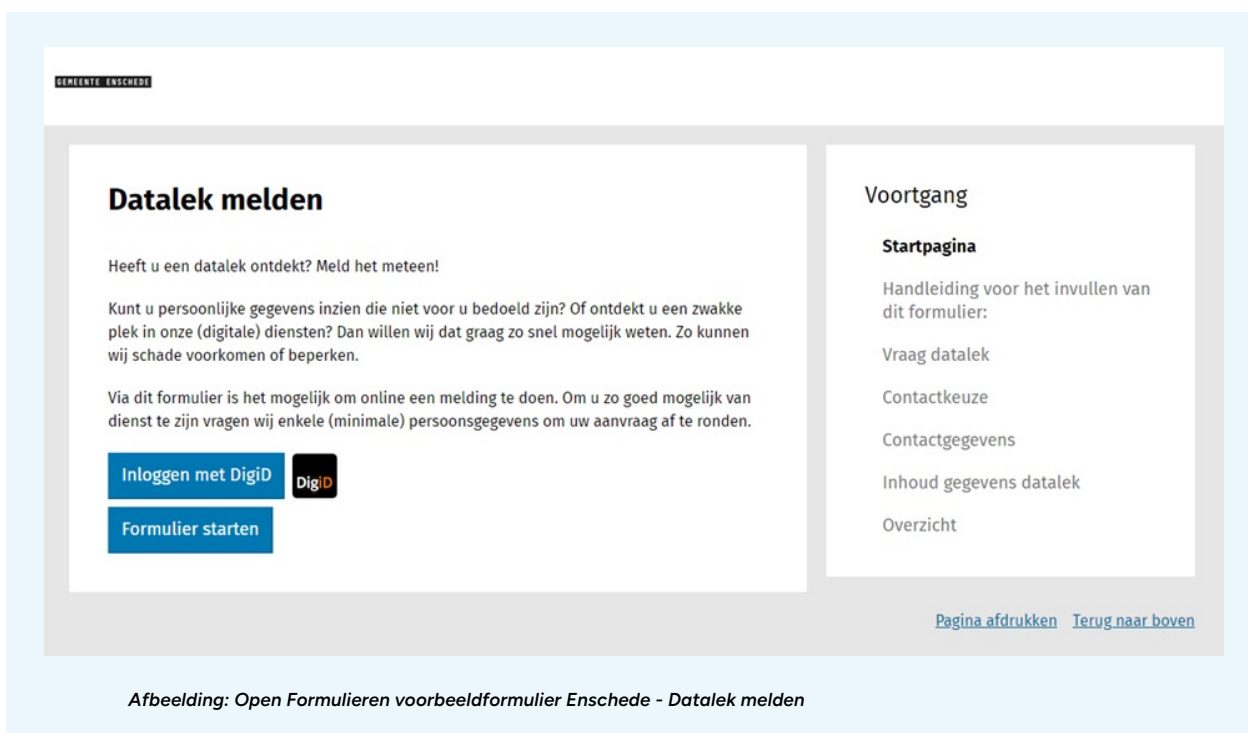 GEMEENTE ENSCHEDE
Datalek melden
Heeft u een datalek ontdekt? Meld het meteen!
Kunt u persoonlijke gegevens inzien die niet voor u bedoeld zijn? Of ontdekt u een zwakke
plek in onze (digitale) diensten? Dan willen wij dat graag zo snel mogelijk weten. Zo kunnen
wij schade voorkomen of beperken.
Via dit formulier is het mogelijk om online een melding te doen. Om u zo goed mogelijk van
dienst te zijn vragen wij enkele (minimale) persoonsgegevens om uw aanvraag af te ronden.
Inloggen met DigiD
DigiD
Formulier starten
Voortgang
Startpagina
Handleiding voor het invullen van
dit formulier:
Vraag datalek
Contactkeuze
Contactgegevens
Inhoud gegevens datalek
Overzicht
Pagina afdrukken Terug naar boven
Afbeelding: Open Formulieren voorbeeldformulier Enschede - Datalek melden